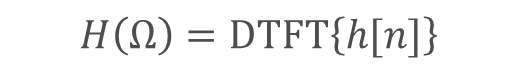 H(Ω) = DTFT{h[n]}